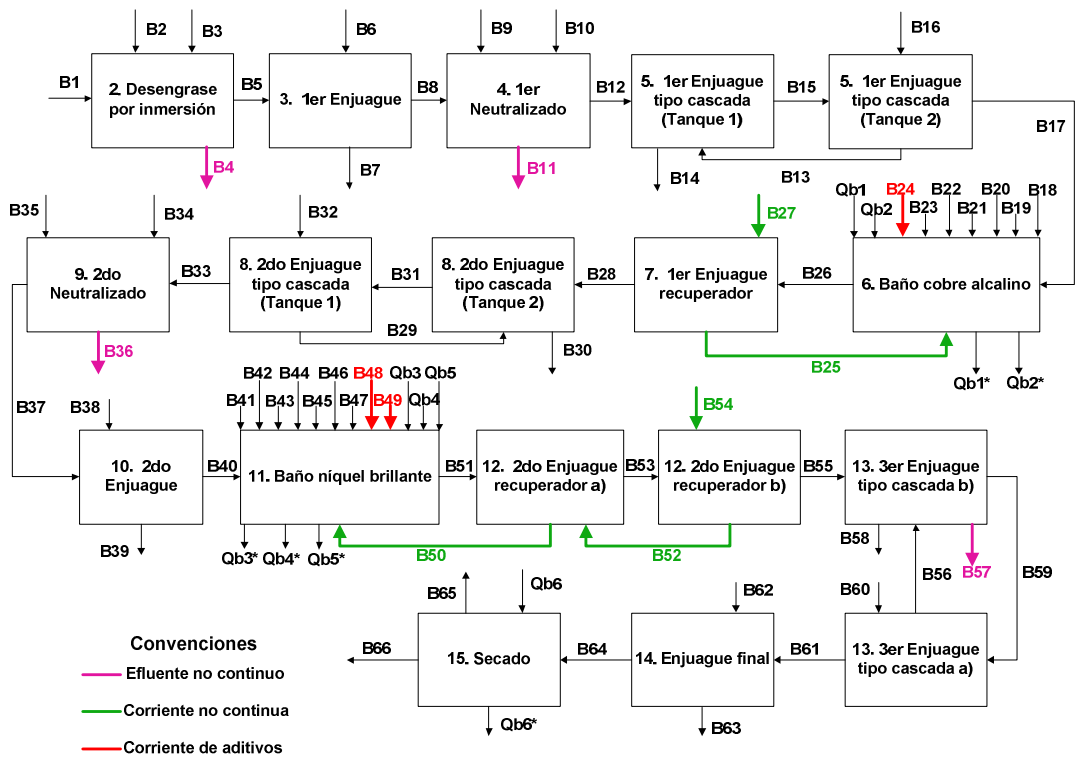 B2
B3
B6
B9
B10
B16
B1
2. Desengrase
por inmersión
B5
3. 1er Enjuague
B8
4. 1er
Neutralizado
B12
5. 1er Enjuague
tipo cascada
(Tanque 1)
B15
5. 1er Enjuague
tipo cascada
(Tanque 2)
B17
B4
B7
B11
B14
B13
B35
B34
B32
B27
Qb1
Qb2
B24
B23
B22
B21
B20
B19
B18
9. 2do
Neutralizado
B33
8. 2do Enjuague
tipo cascada
(Tanque 1)
B31
8. 2do Enjuague
tipo cascada
(Tanque 2)
B28
7. 1er Enjuague
recuperador
B26
6. Baño cobre alcalino
B36
B29
B30
B25
Qb1*
Qb2*
B37
B38
B41
B42
B43
B44
B45
B46
B47
B48
B49
Qb3
Qb4
Qb5
B54
10. 2do
Enjuague
B40
11. Baño níquel brillante
B51
12. 2do Enjuague
recuperador a)
B53
12. 2do Enjuague
recuperador b)
B55
13. 3er Enjuague
tipo cascada b)
B39
Qb3*
Qb4*
Qb5*
B50
B52
B58
B56
B57
B59
B65
Qb6
B62
B60
B66
15. Secado
B64
14. Enjuague final
B61
13. 3er Enjuague
tipo cascada a)
Qb6*
B63
Convenciones
Efluente no continuo
Corriente no continua
Corriente de aditivos